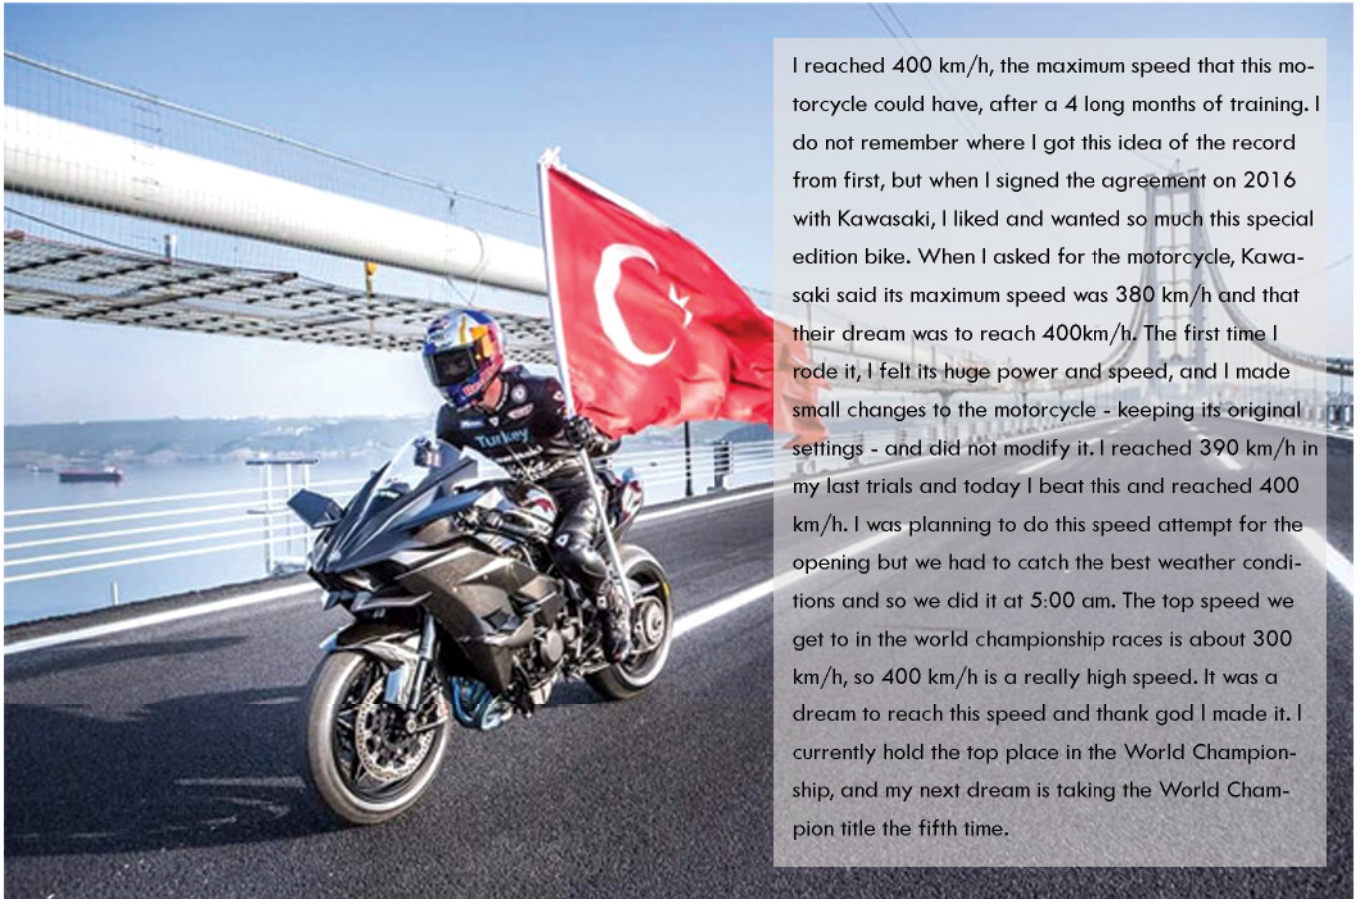 I reached 400 km/h, the maximum speed that this mo-
torcycle could have, after a 4 long months of training. I
do not remember where I got this idea of the record
from first, but when I signed the agreement on 2016
with Kawasaki, I liked and wanted so much this special
edition bike. When I asked for the motorcycle, Kawa-
saki said its maximum speed was 380 km/h and that
their dream was to reach 400km/h. The first time I
rode it, I felt its huge power and speed, and I made
small changes to the motorcycle - keeping its original
settings - and did not modify it. I reached 390 km/h in
my last trials and today I beat this and reached 400
km/h. I was planning to do this speed attempt for the
opening but we had to catch the best weather condi-
tions and so we did it at 5:00 am. The top speed we
get to in the world championship races is about 300
km/h, so 400 km/h is a really high speed. It was a
dream to reach this speed and thank god I made it. I
currently hold the top place in the World Champion-
ship, and my next dream is taking the World Cham-
pion title the fifth time.
Turkey